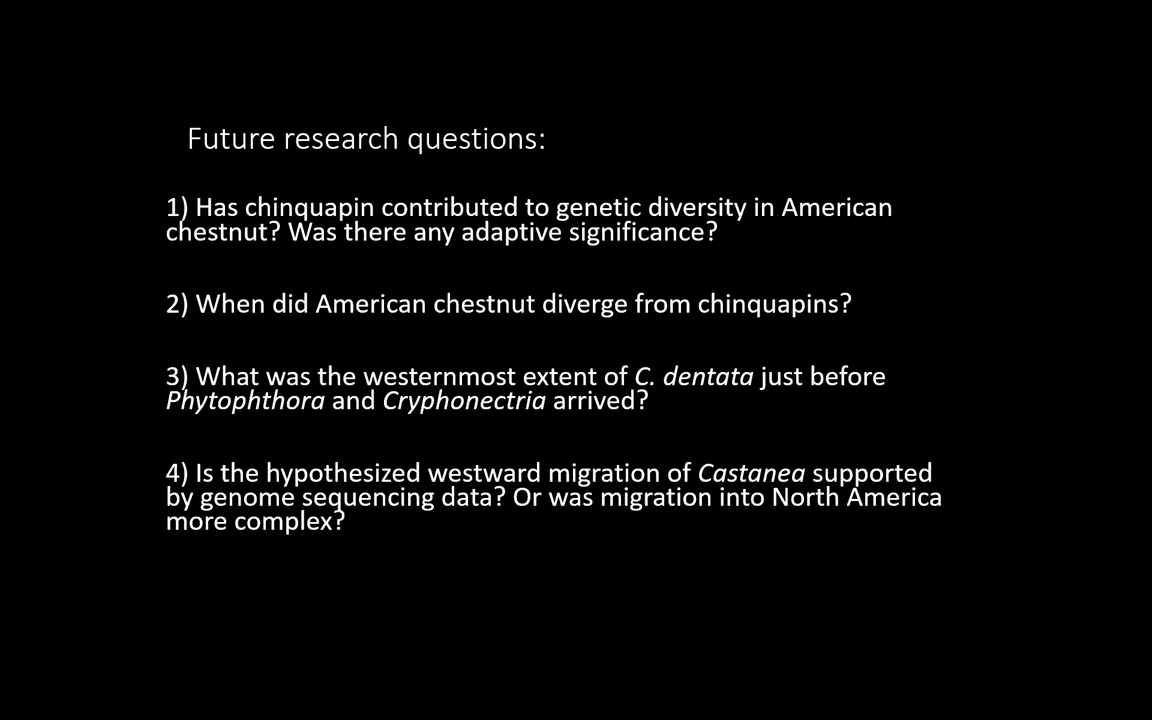 Future research questions:
1) Has chinquapin contributed to genetic diversity in American
chestnut? Was there any adaptive significance?
2) When did American chestnut diverge from chinquapins?
3) What was the westernmost extent of C. dentata just before
Phytophthora and Cryphonectria arrived?
4) Is the hypothesized westward migration of Castanea supported
by genome sequencing data? Or was migration into North America
more complex?